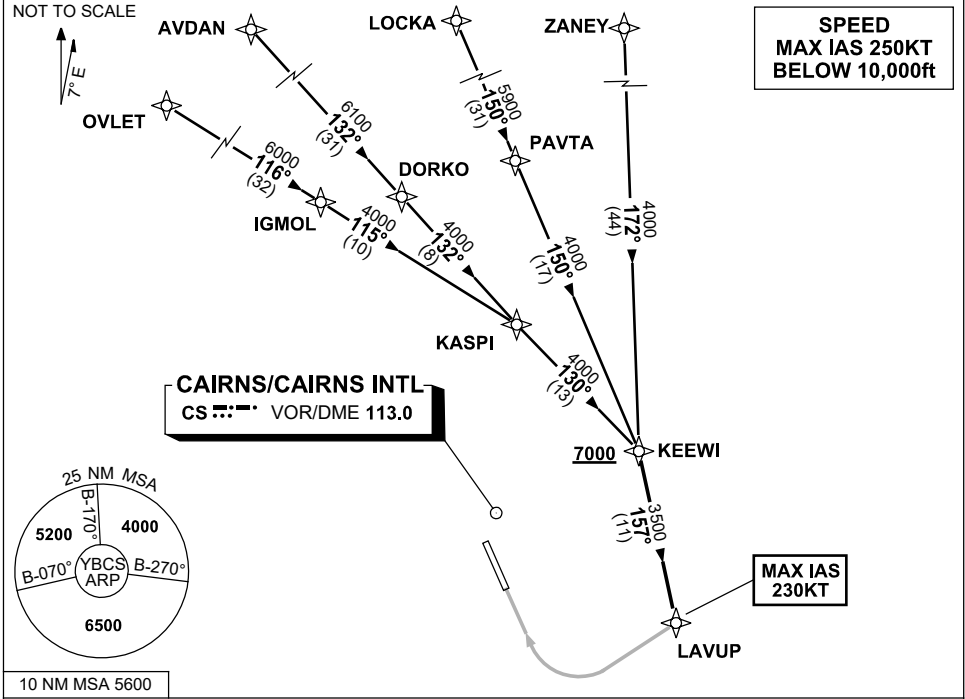 NOT TO SCALE
7° E
AVDAN
LOCKA
ZANEY
SPEED
MAX IAS 250KT
BELOW 10,000ft
OVLET
6000
116°
(32)
6100
132°
(31)
5900
150°
(31)
PAVTA
DORKO
IGMOL
4000
115°
(10)
4000
132°
(8)
4000
150°
(17)
4000
172°
(44)
KASPI
4000
130°
(13)
CAIRNS/CAIRNS INTL
CS VOR/DME 113.0
7000
KEEWI
3500
157°
(11)
25 NM MSA
B-170°
5200
4000
B-070°
YBCS
ARP
B-270°
6500
MAX IAS
230KT
LAVUP
10 NM MSA 5600